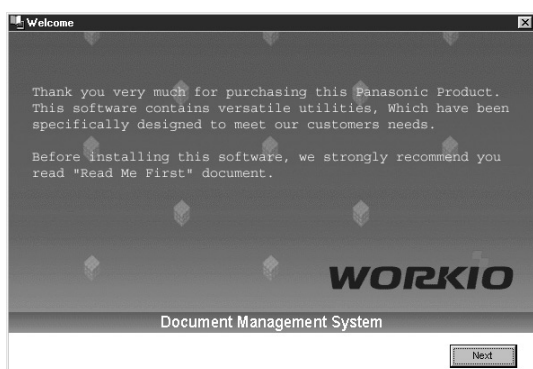 Welcome
Thank you very much for purchasing this Panasonic Product.
This software contains versatile utilities, Which have been
specifically designed to meet our customers needs.
Before installing this software, we strongly recommend you
read "Read Me First" document.
WORKIO
Document Management System
Next